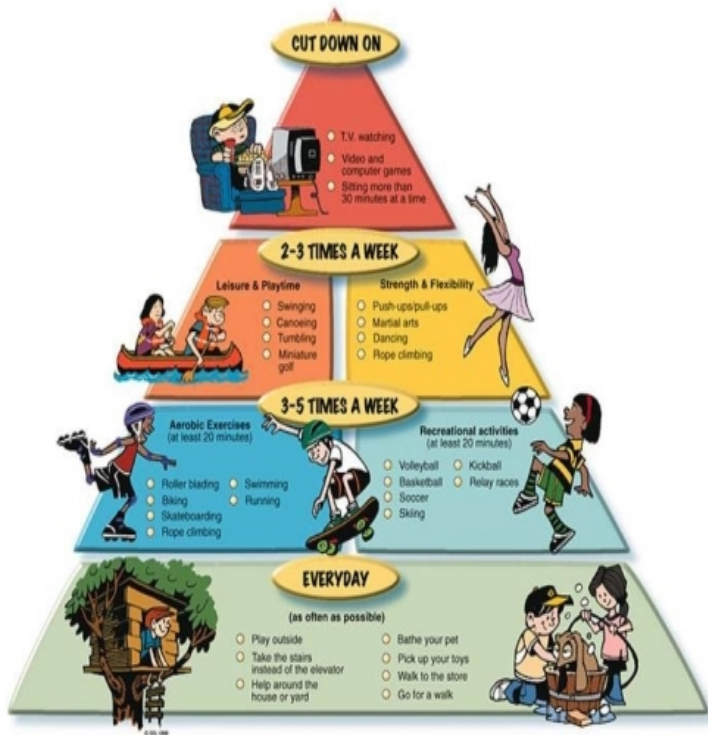 CUT DOWN ON
T.V. watching
Video and
computer games
Sitting more than
30 minutes at a time
2-3 TIMES A WEEK
Leisure & Playtime
Swinging
Canoeing
Tumbling
Miniature
golf
Strength & Flexibility
Push-ups/pull-ups
Martial arts
Dancing
Rope climbing
3-5 TIMES A WEEK
Aerobic Exercises
(at least 20 minutes)
Roller blading
Biking
Skateboarding
Rope climbing
Swimming
Running
Recreational activities
(at least 20 minutes)
Volleyball
Basketball
Soccer
Skiing
Kickball
Relay races
EVERYDAY
(as often as possible)
Play outside
Take the stairs
instead of the elevator
Help around the
house or yard
Bathe your pet
Pick up your toys
Walk to the store
Go for a walk